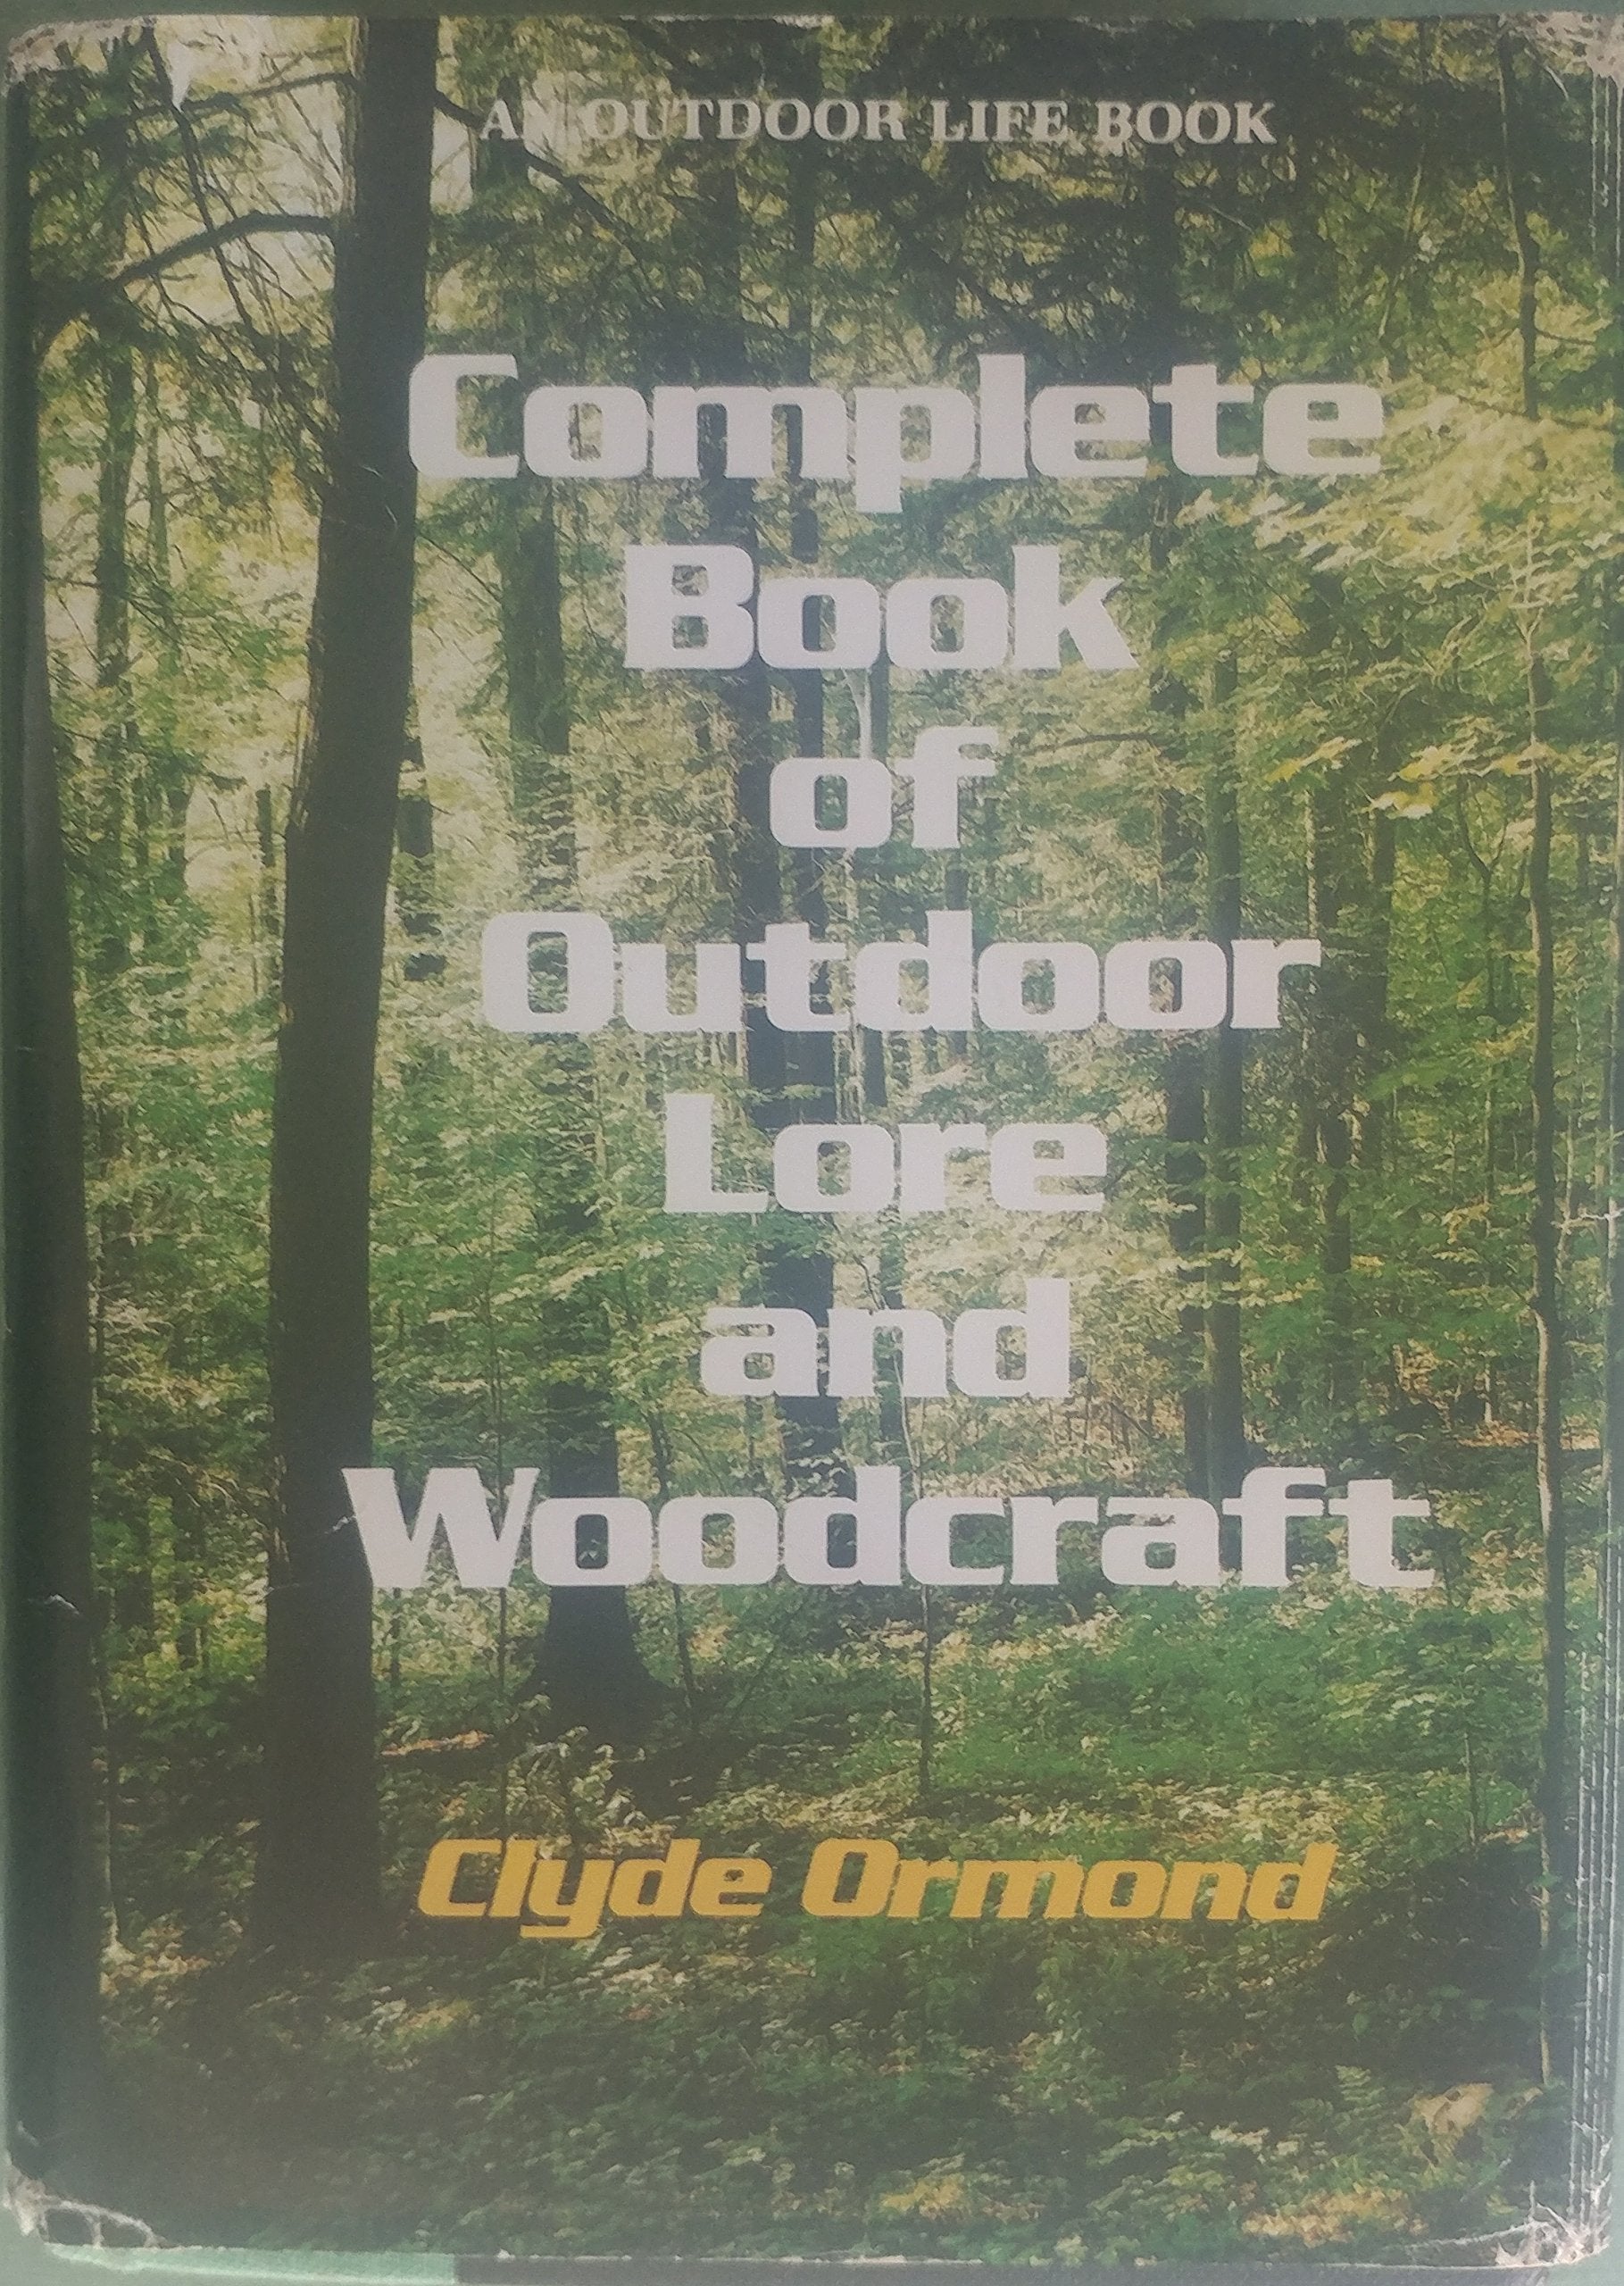 AN OUTDOOR LIFE BOOK
Complete
Book
of
Outdoor
Lore
and
Woodcraft
Clyde Ormond